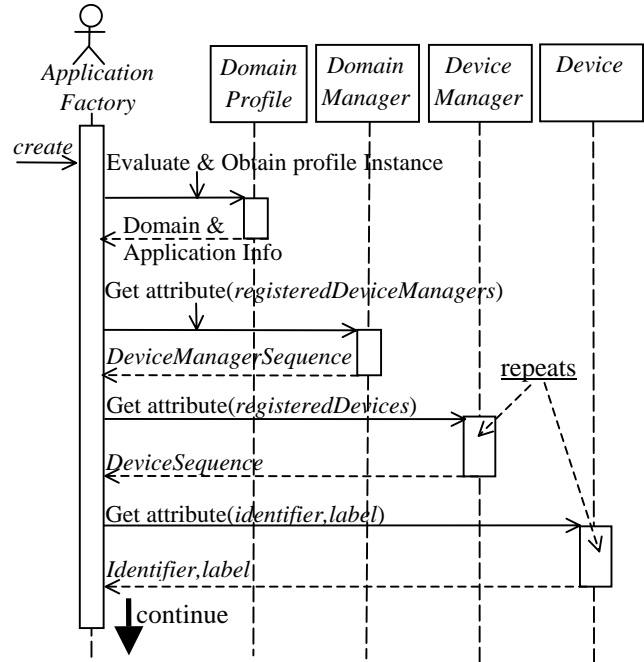 Application
Factory
Domain
Profile
Domain
Manager
Device
Manager
Device
create
Evaluate & Obtain profile Instance
Domain &
Application Info
Get attribute(registeredDeviceManagers)
DeviceManagerSequence
repeats
Get attribute(registeredDevices)
DeviceSequence
Get attribute(identifier,label)
Identifier,label
continue